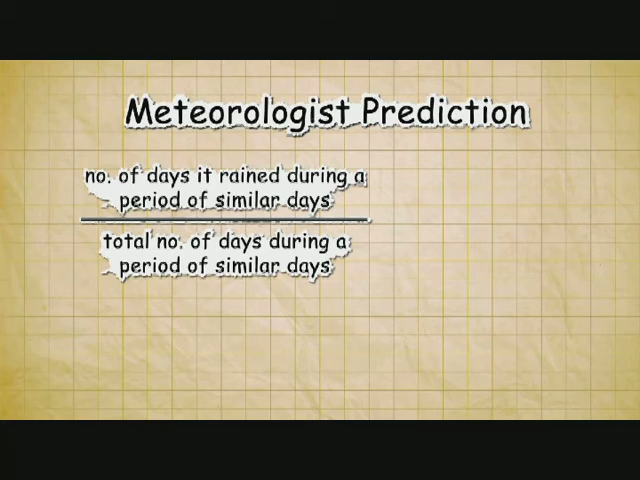 Meteorologist Prediction
no. of days it rained during a
period of similar days
total no. of days during a
period of similar days